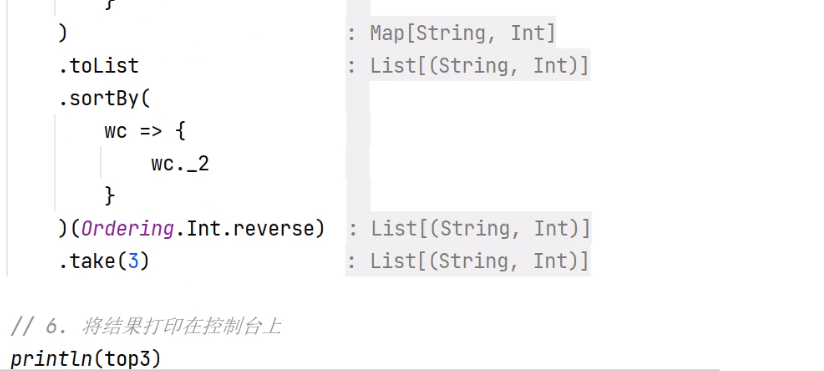 }
) : Map[String, Int]
.toList : List[(String, Int)]
.sortBy(
wc => {
wc._2
}
)(Ordering.Int.reverse) : List[(String, Int)]
.take(3) : List[(String, Int)]
// 6. 将结果打印在控制台上
println(top3)